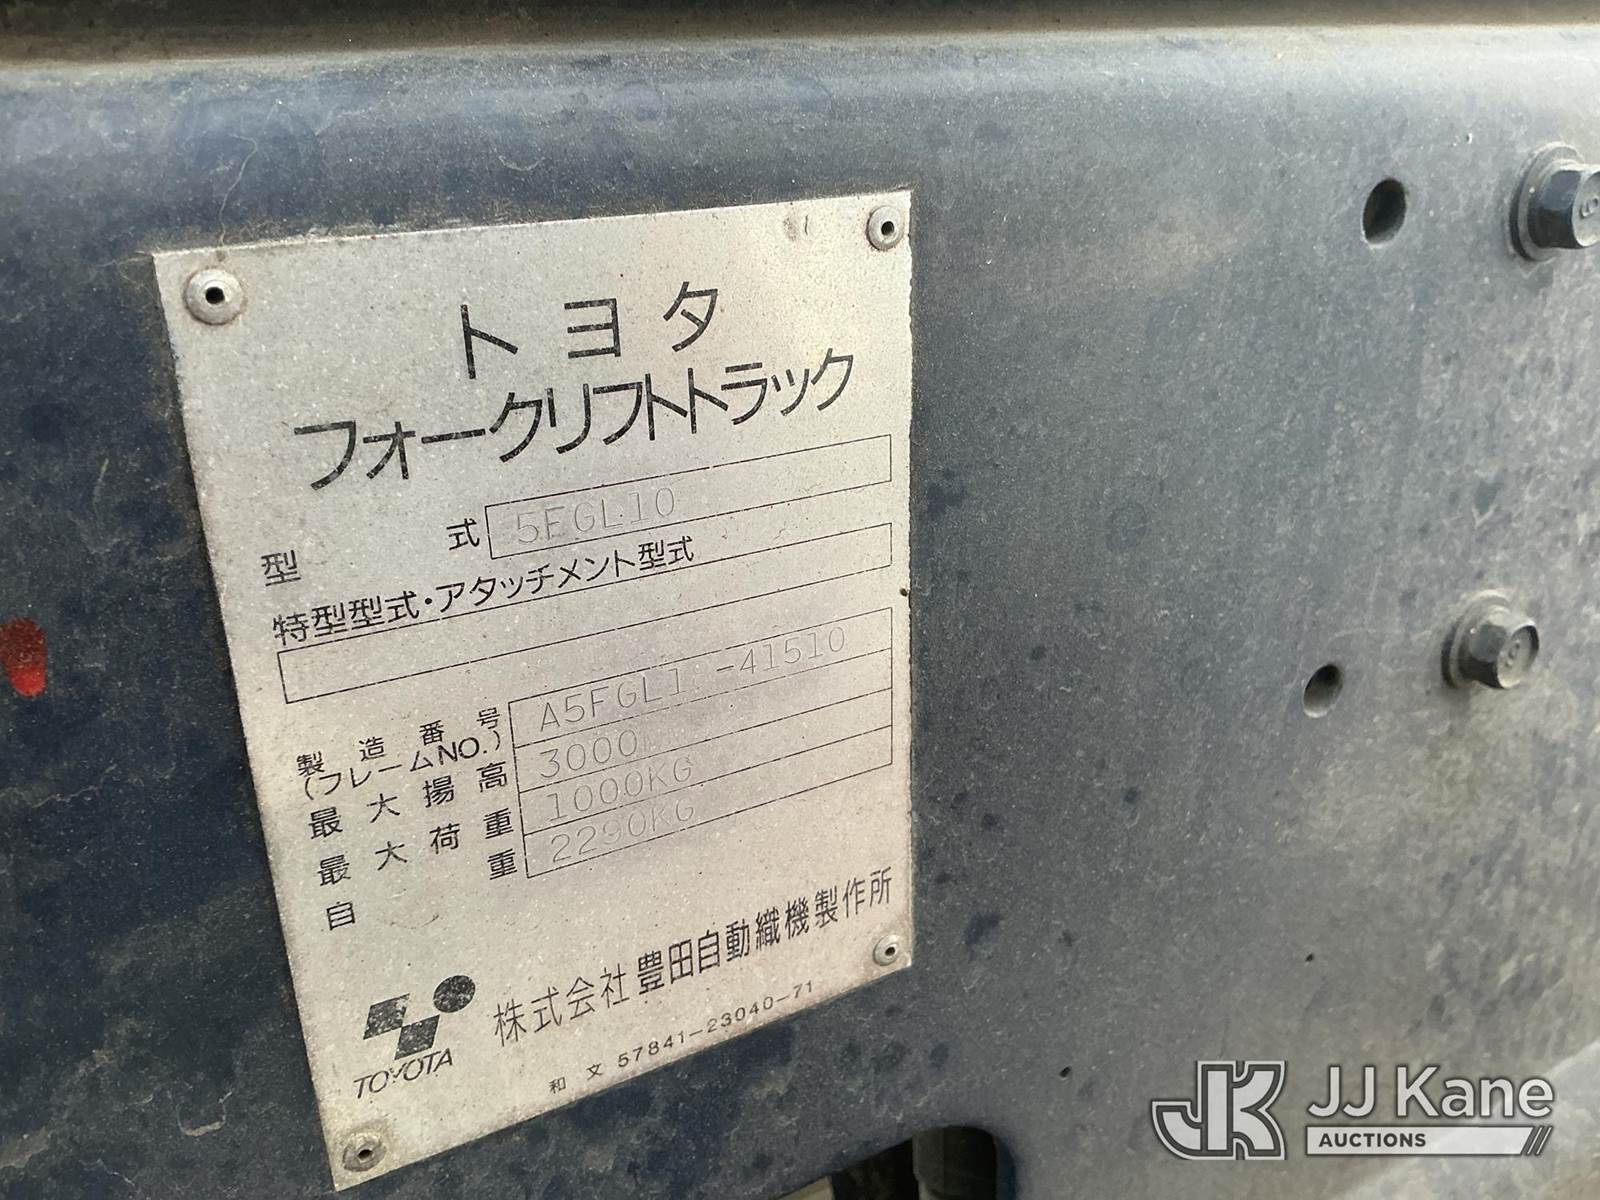 トヨタ
フォークリフトトラック
型 式 5FGL10
特型型式・アタッチメント型式
製造番号 -41510
(フレームNO.)
最大揚高 3000
最大荷重 1000KG
自 重 2290KG
TOYOTA 株式会社 豊田自動織機製作所
和文 57841-23040-71
JK JJ Kane
AUCTIONS